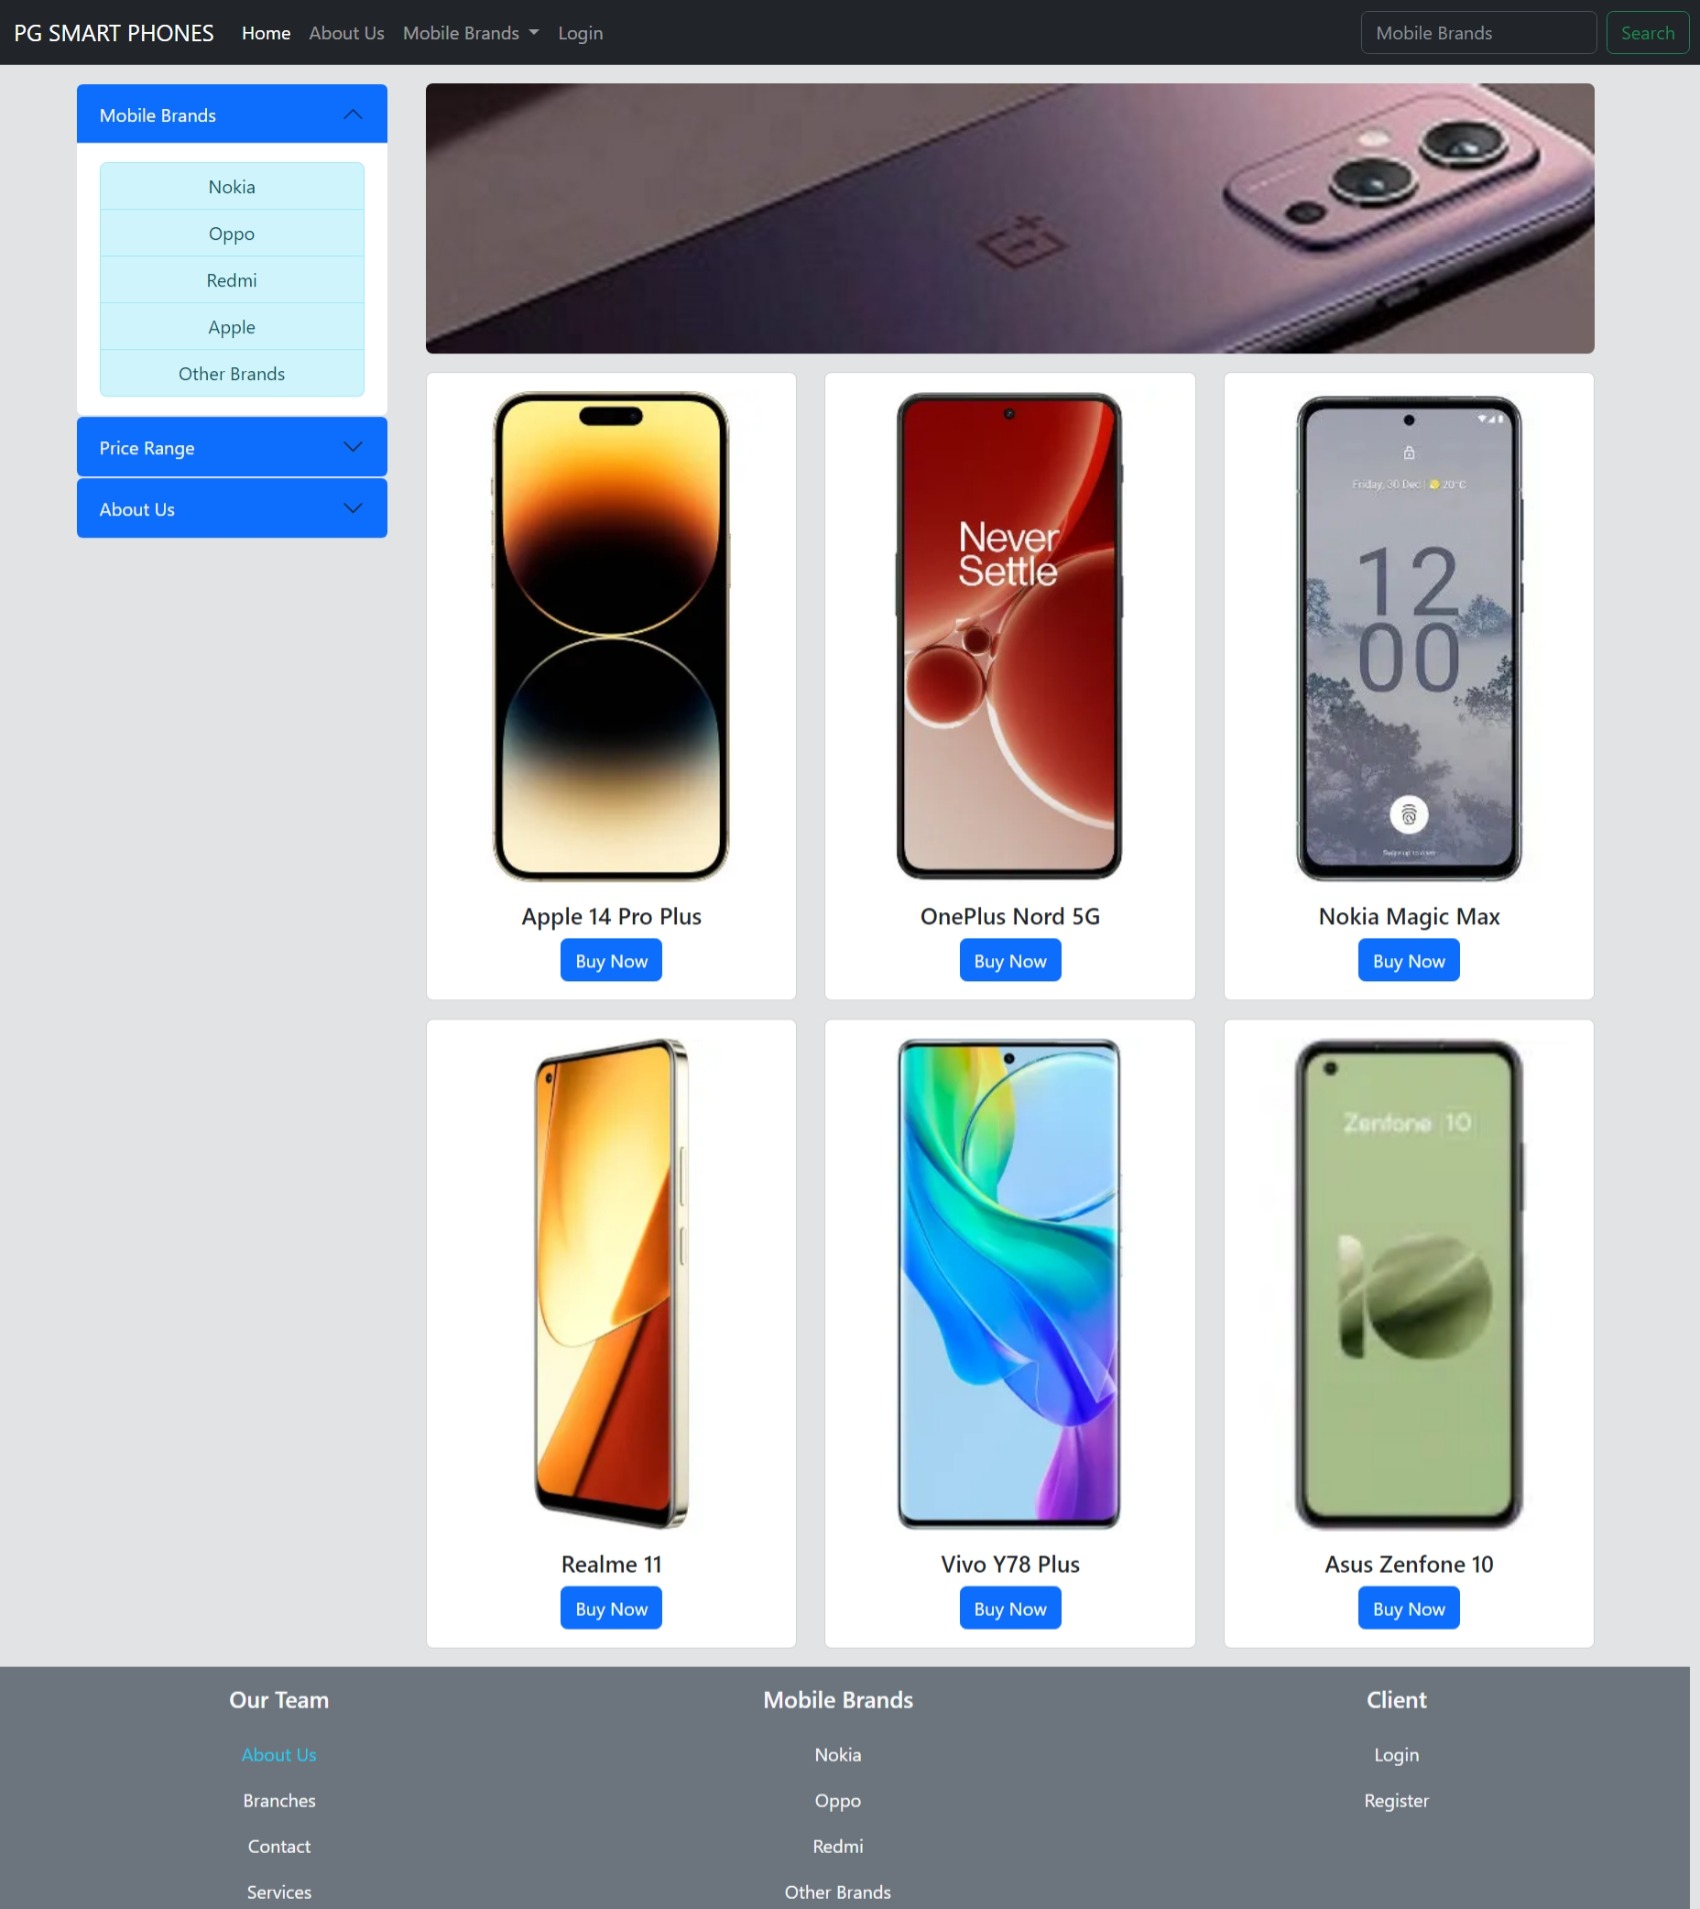 PG SMART PHONES Home About Us Mobile Brands Login Mobile Brands Search
Mobile Brands
Nokia
Oppo
Redmi
Apple
Other Brands
Price Range
About Us
Never
Settle
Friday, 30 Dec | 20°C
12
00
Apple 14 Pro Plus
Buy Now
OnePlus Nord 5G
Buy Now
Nokia Magic Max
Buy Now
Zenfone 10
10
Realme 11
Buy Now
Vivo Y78 Plus
Buy Now
Asus Zenfone 10
Buy Now
Our Team
About Us
Branches
Contact
Services
Mobile Brands
Nokia
Oppo
Redmi
Other Brands
Client
Login
Register